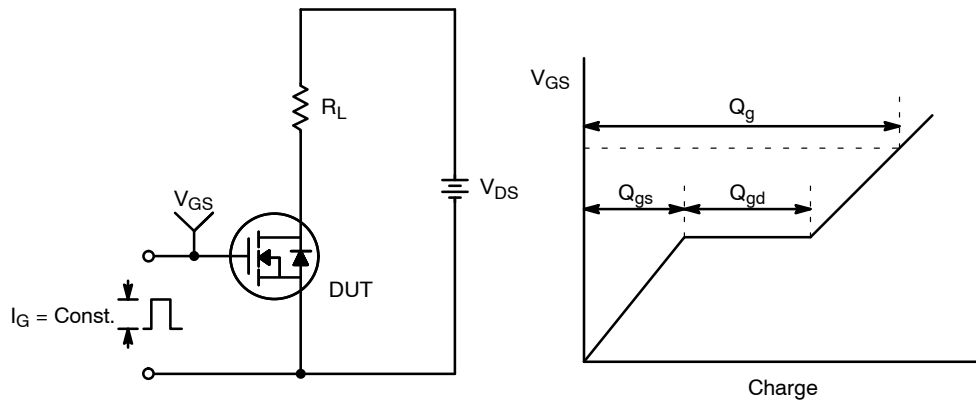 R_L
V_GS
V_DS
DUT
I_G = Const.
V_GS
Q_g
Q_gs
Q_gd
Charge